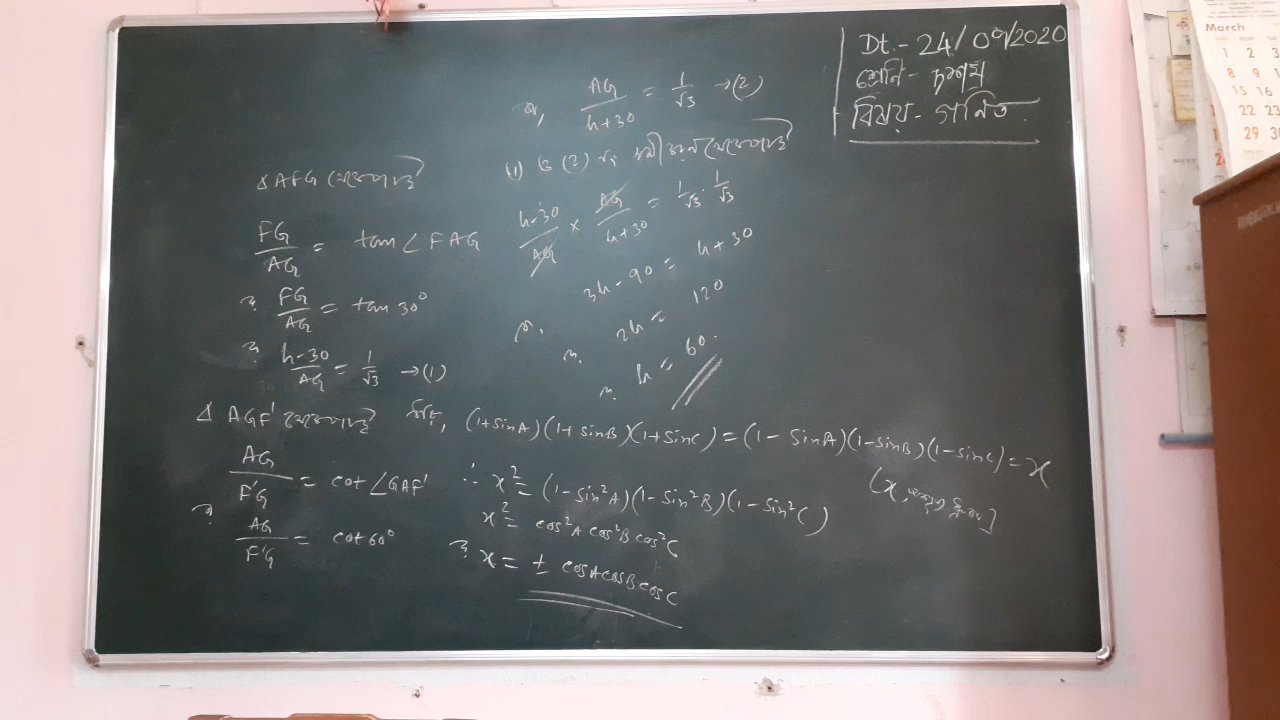 Dt.- 24/09/2020
শ্রেণি - দশম
বিষয় - গণিত
Δ AFG থেকে পাই
FG/AG = tan∠FAG
বা, FG/AG = tan 30°
বা, h-30/AG = 1/√3 →(1)
Δ AGF' থেকে পাই
AG/F'G = cot∠GAF'
বা, AG/F'G = cot 60°
বা, AG/h+30 = 1/√3 →(2)
(1) ও (2) নং সমীকরণ থেকে পাই
h-30/AG × AG/h+30 = 1/√3 · 1/√3
বা, 3h-90 = h+30
বা, 2h = 120
বা, h = 60.
ধরি, (1+sinA)(1+sinB)(1+sinC) = (1-sinA)(1-sinB)(1-sinC) = x
[x ধ্রুবক]
∴ x² = (1-sin²A)(1-sin²B)(1-sin²C)
x² = cos²A cos²B cos²C
বা, x = ± cosA cosB cosC
March
1 2 3
8 9
15 16
22 23
29 30